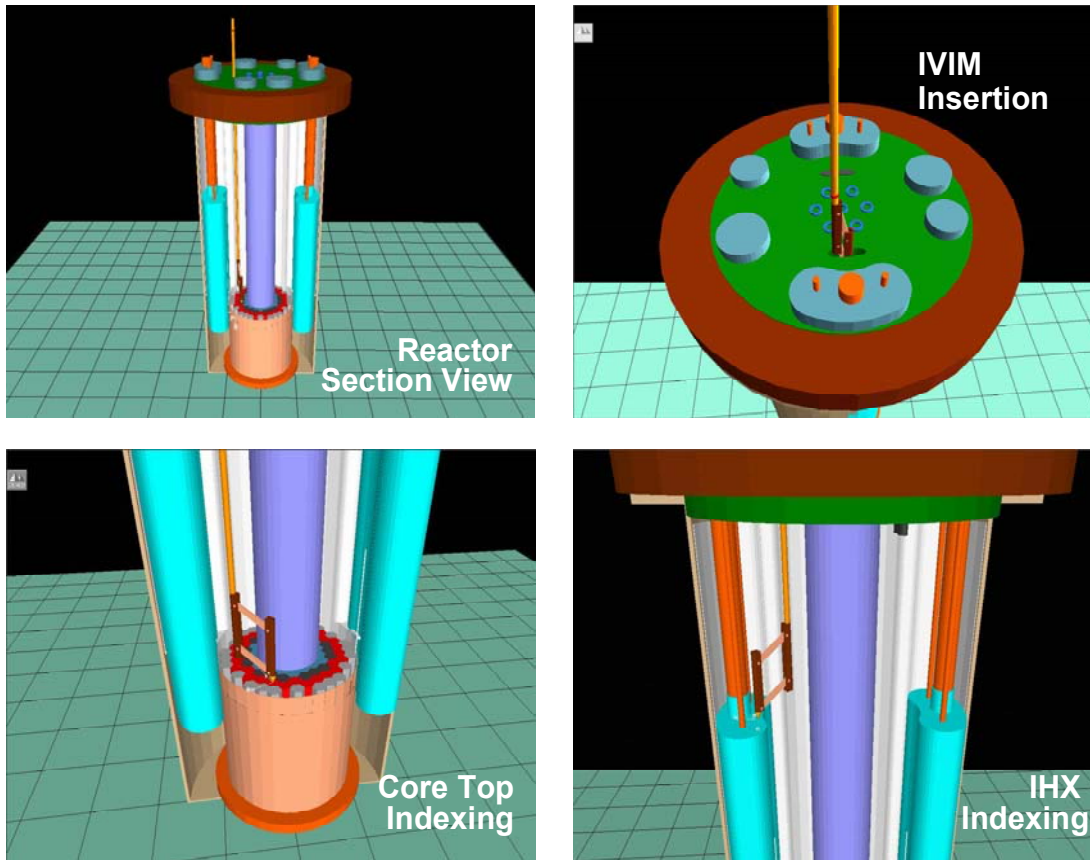 Reactor
Section View
IVIM
Insertion
Core Top
Indexing
IHX
Indexing